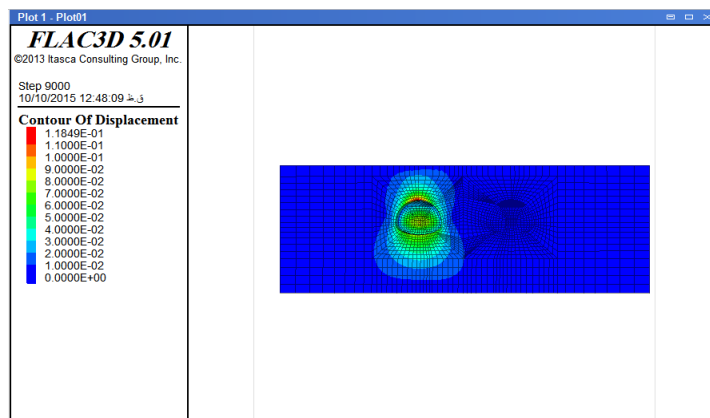 Plot 1 - Plot01
FLAC3D 5.01
©2013 Itasca Consulting Group, Inc.
Step 9000
10/10/2015 12:48:09 ق.ظ
Contour Of Displacement
1.1849E-01
1.1000E-01
1.0000E-01
9.0000E-02
8.0000E-02
7.0000E-02
6.0000E-02
5.0000E-02
4.0000E-02
3.0000E-02
2.0000E-02
1.0000E-02
0.0000E+00